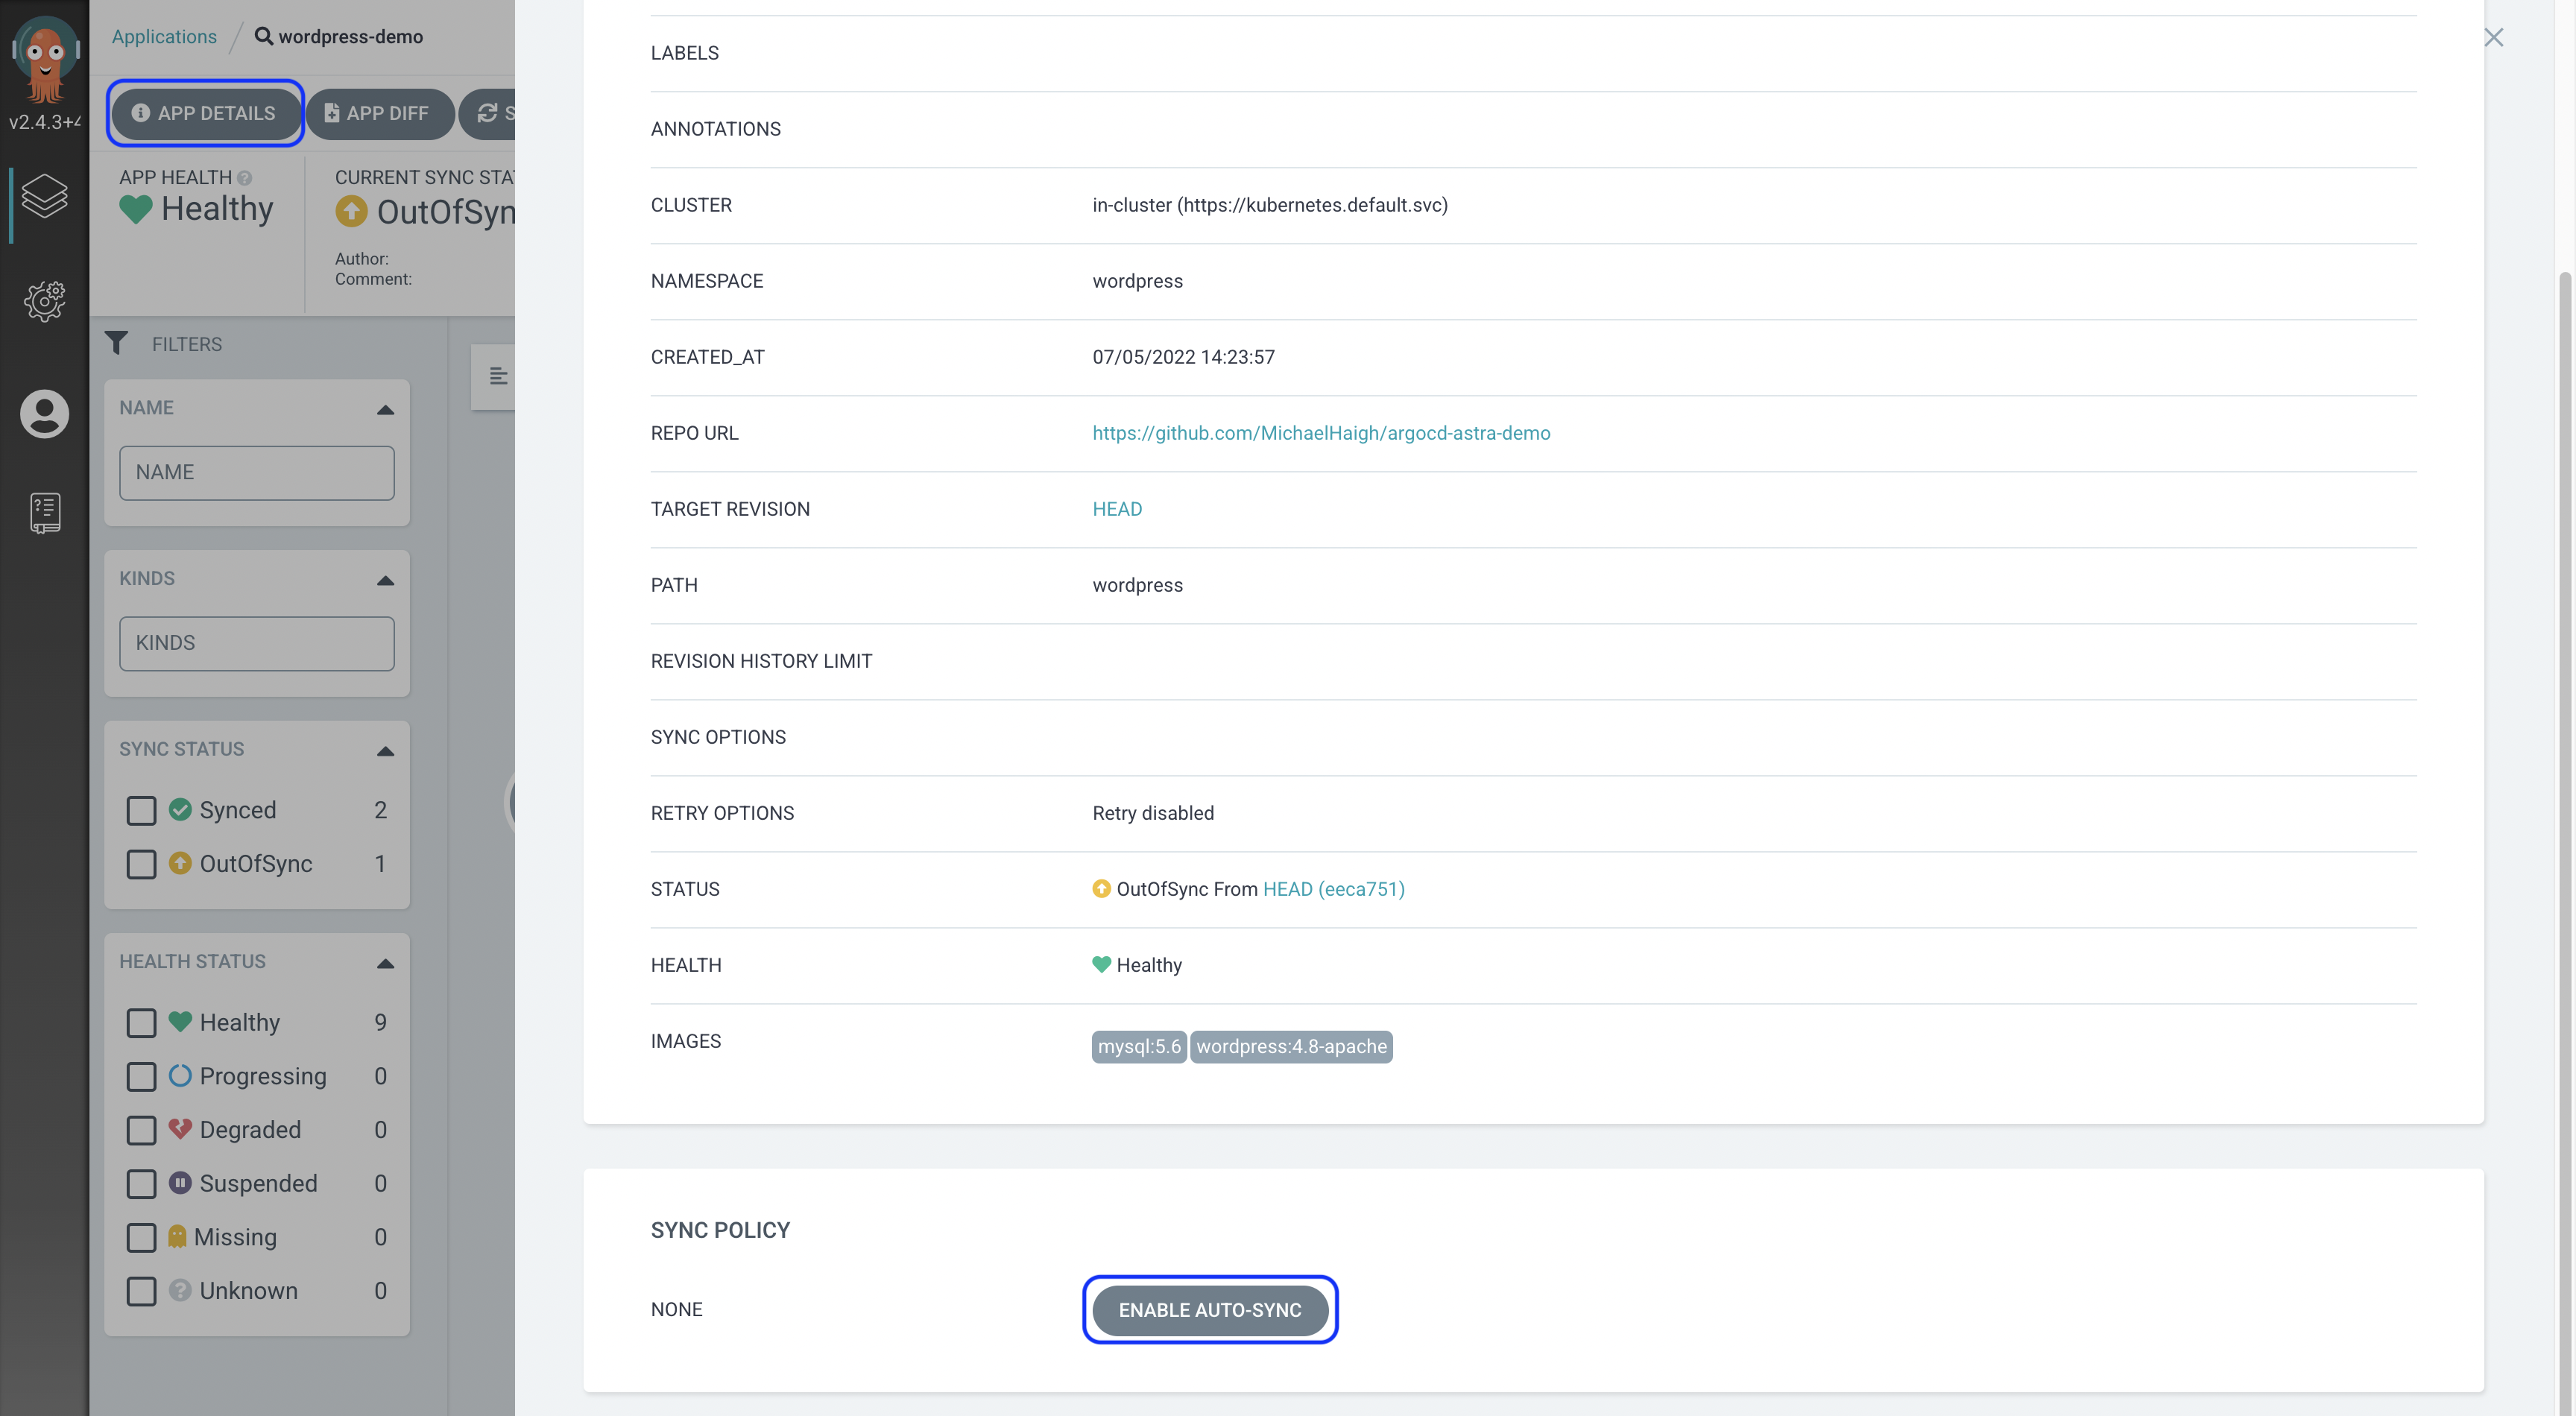 Applications / wordpress-demo
v2.4.3+4
APP DETAILS
APP DIFF
S
APP HEALTH
Healthy
CURRENT SYNC STAT
OutOfSyn
Author:
Comment:
FILTERS
NAME
NAME
KINDS
KINDS
SYNC STATUS
Synced 2
OutOfSync 1
HEALTH STATUS
Healthy 9
Progressing 0
Degraded 0
Suspended 0
Missing 0
Unknown 0
LABELS
ANNOTATIONS
CLUSTER in-cluster (https://kubernetes.default.svc)
NAMESPACE wordpress
CREATED_AT 07/05/2022 14:23:57
REPO URL https://github.com/MichaelHaigh/argocd-astra-demo
TARGET REVISION HEAD
PATH wordpress
REVISION HISTORY LIMIT
SYNC OPTIONS
RETRY OPTIONS Retry disabled
STATUS OutOfSync From HEAD (eeca751)
HEALTH Healthy
IMAGES mysql:5.6 wordpress:4.8-apache
SYNC POLICY
NONE ENABLE AUTO-SYNC